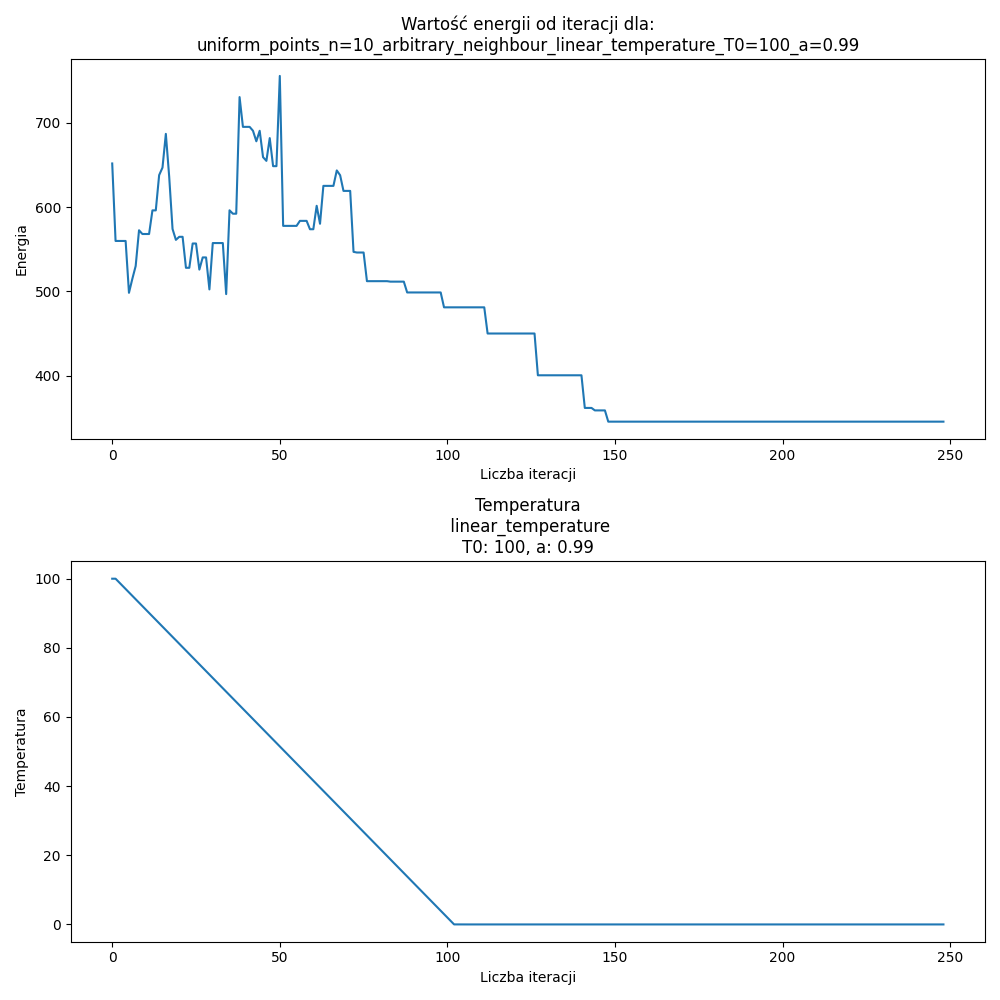 Wartość energii od iteracji dla:
uniform_points_n=10_arbitrary_neighbour_linear_temperature_T0=100_a=0.99
700
600
500
400
Energia
0 50 100 150 200 250
Liczba iteracji
Temperatura
linear_temperature
T0: 100, a: 0.99
100
80
60
40
20
0
Temperatura
0 50 100 150 200 250
Liczba iteracji